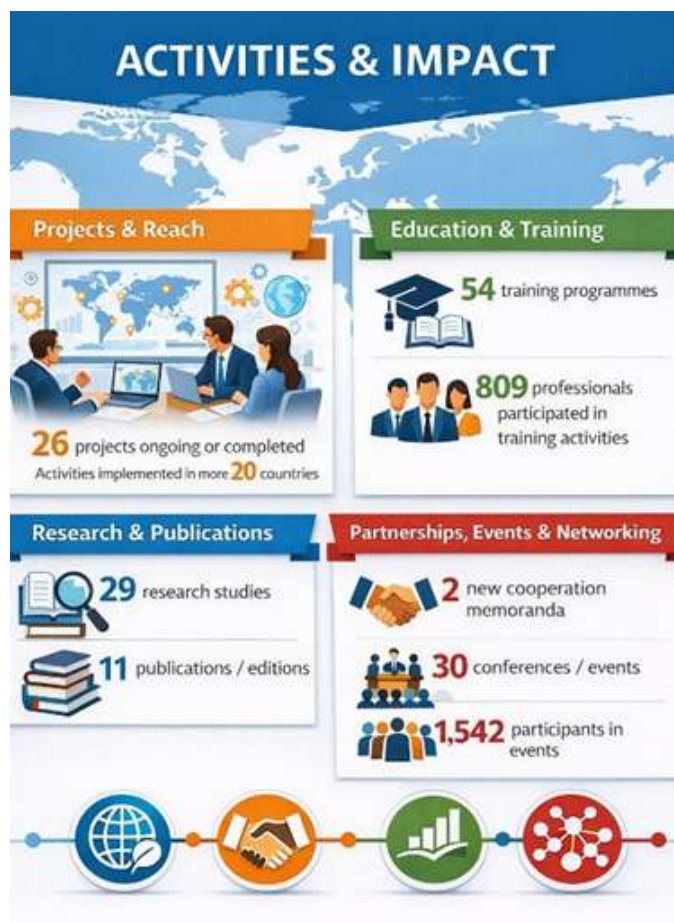 ACTIVITIES & IMPACT
Projects & Reach
26 projects ongoing or completed
Activities implemented in more 20 countries
Education & Training
54 training programmes
809 professionals
participated in
training activities
Research & Publications
29 research studies
11 publications / editions
Partnerships, Events & Networking
2 new cooperation
memoranda
30 conferences / events
1,542 participants in
events